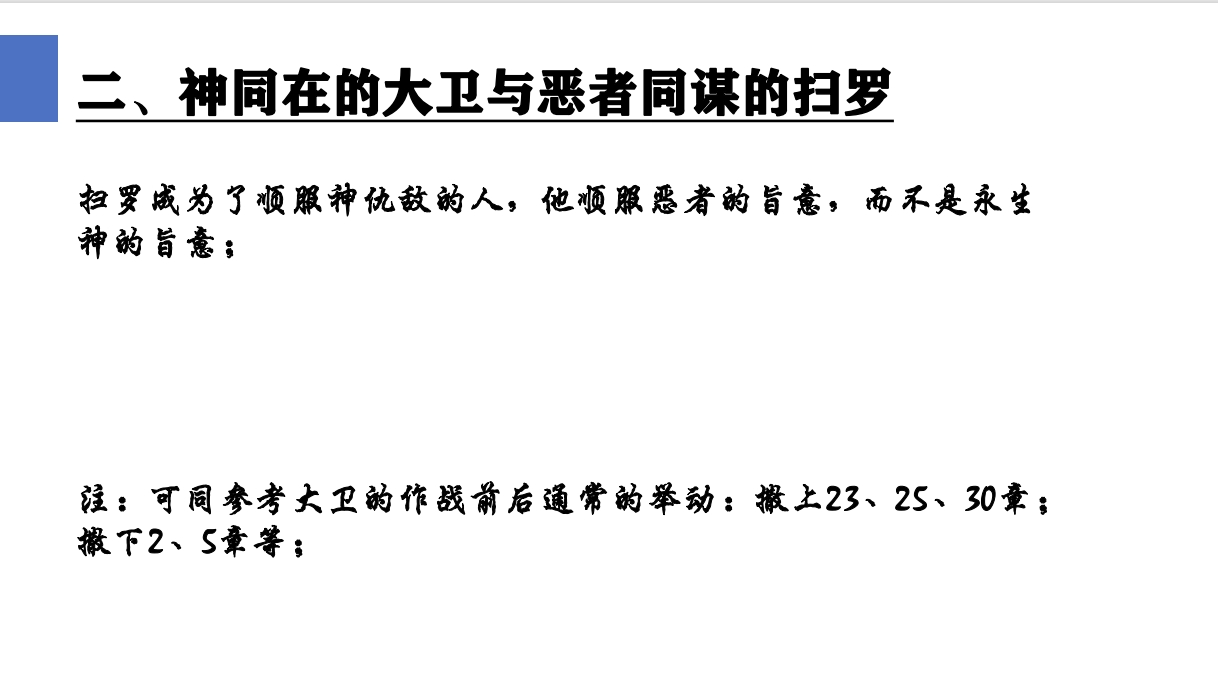 二、神同在的大卫与恶者同谋的扫罗
扫罗成为了顺服神仇敌的人，他顺服恶者的旨意，而不是永生
神的旨意；
注：可同参考大卫的作战前后通常的举动：撒上23、25、30章；
撒下2、5章等；